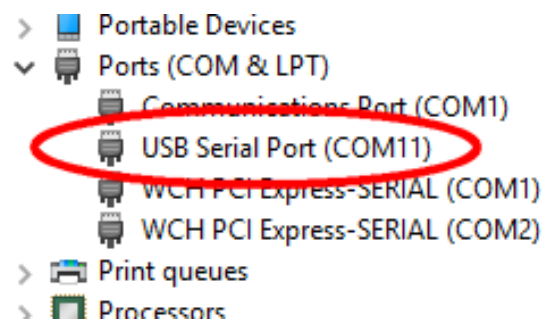 Portable Devices
Ports (COM & LPT)
Communications Port (COM1)
USB Serial Port (COM11)
WCH PCI Express-SERIAL (COM1)
WCH PCI Express-SERIAL (COM2)
Print queues
Processors